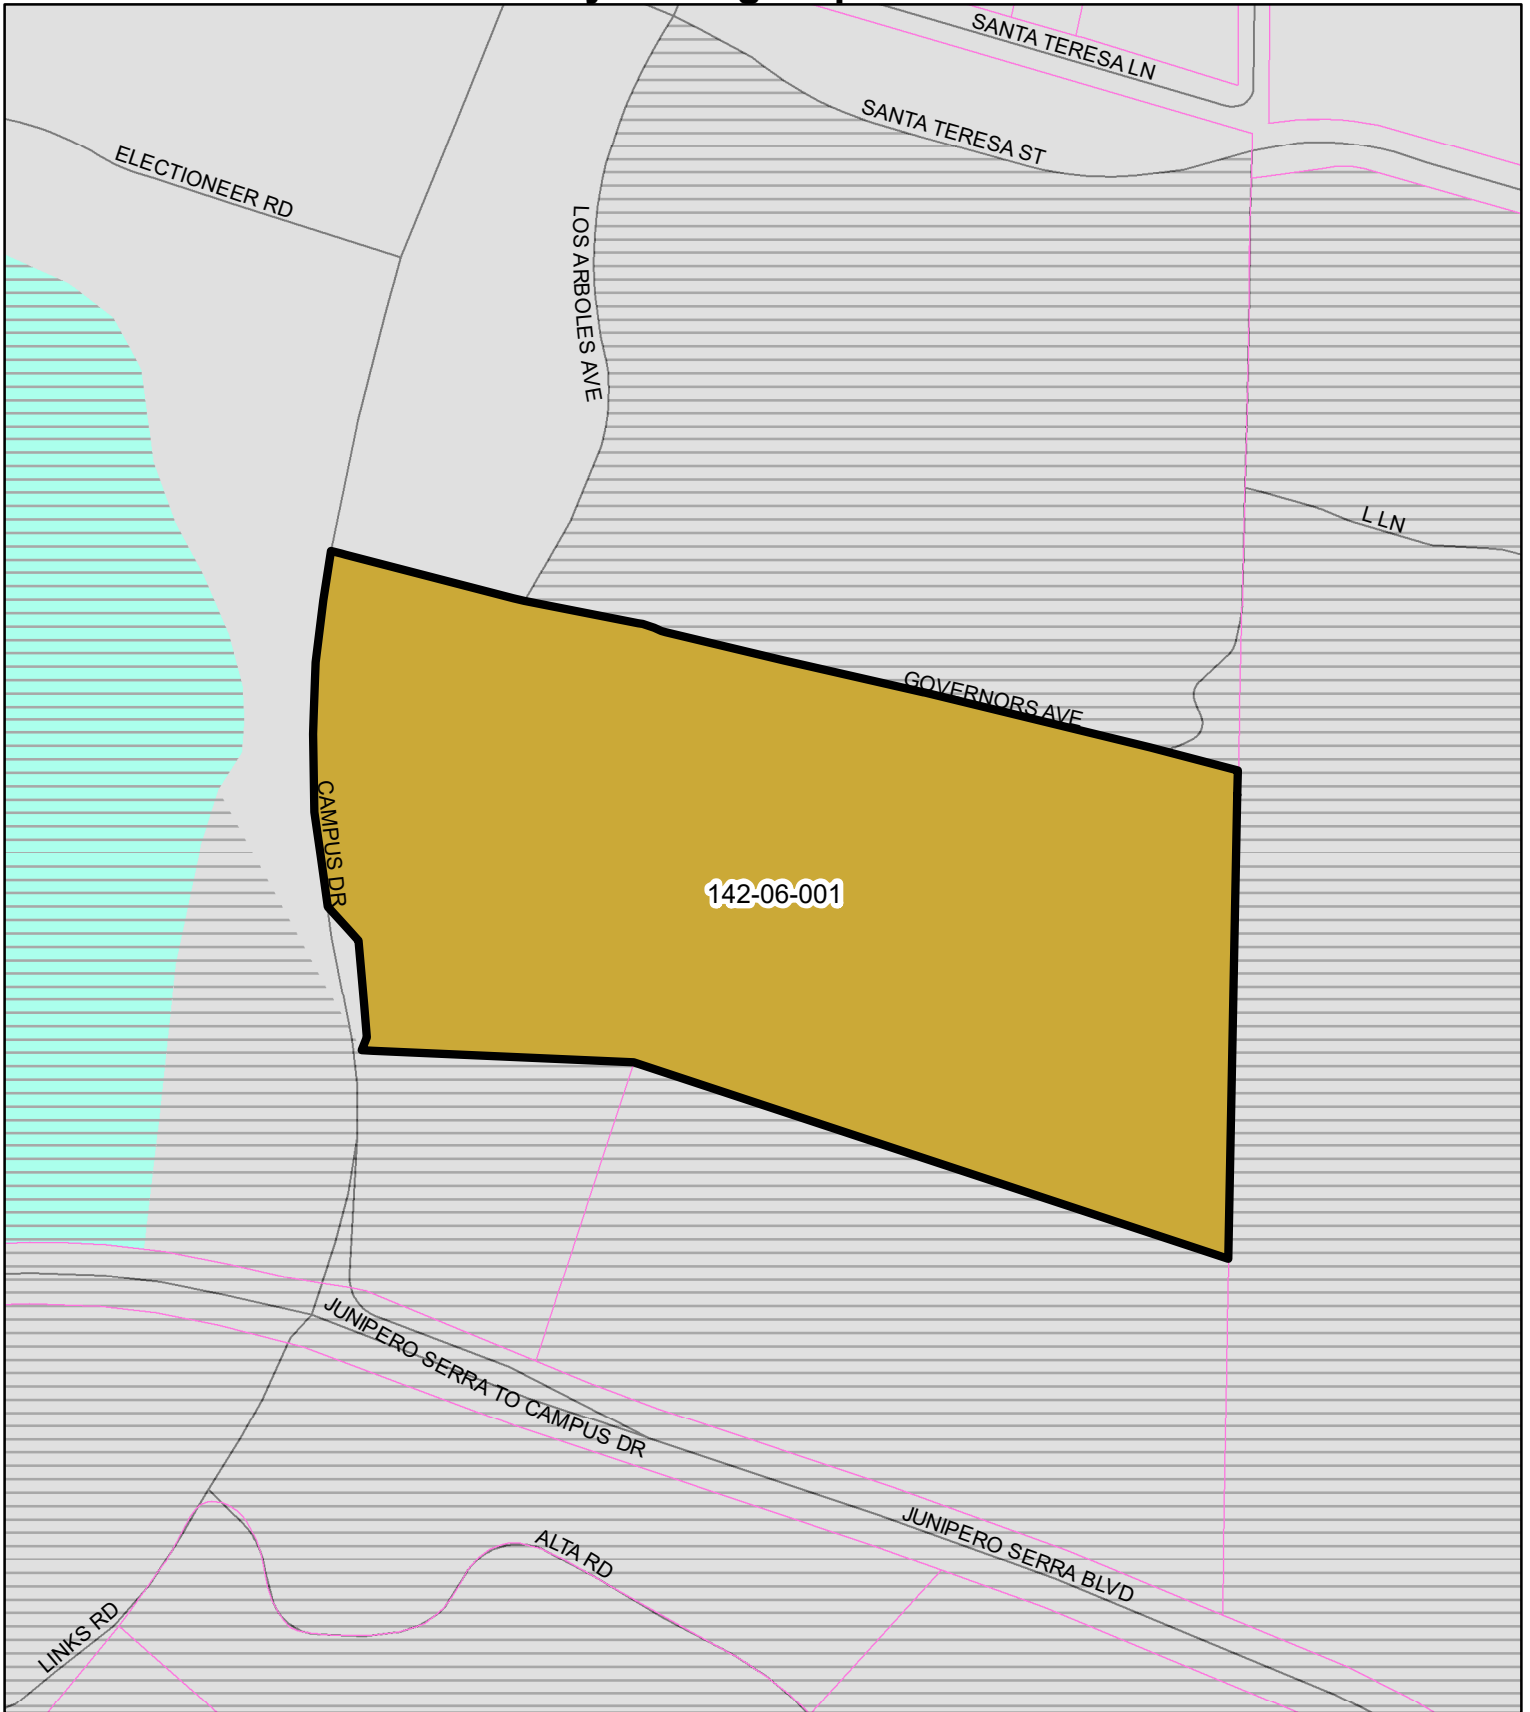 SANTA TERESA LN
SANTA TERESA ST
ELECTIONEER RD
LOS ARBOLES AVE
L LN
GOVERNORS AVE
CAMPUS DR
142-06-001
JUNIPERO SERRA TO CAMPUS DR
JUNIPERO SERRA BLVD
ALTA RD
LINKS RD